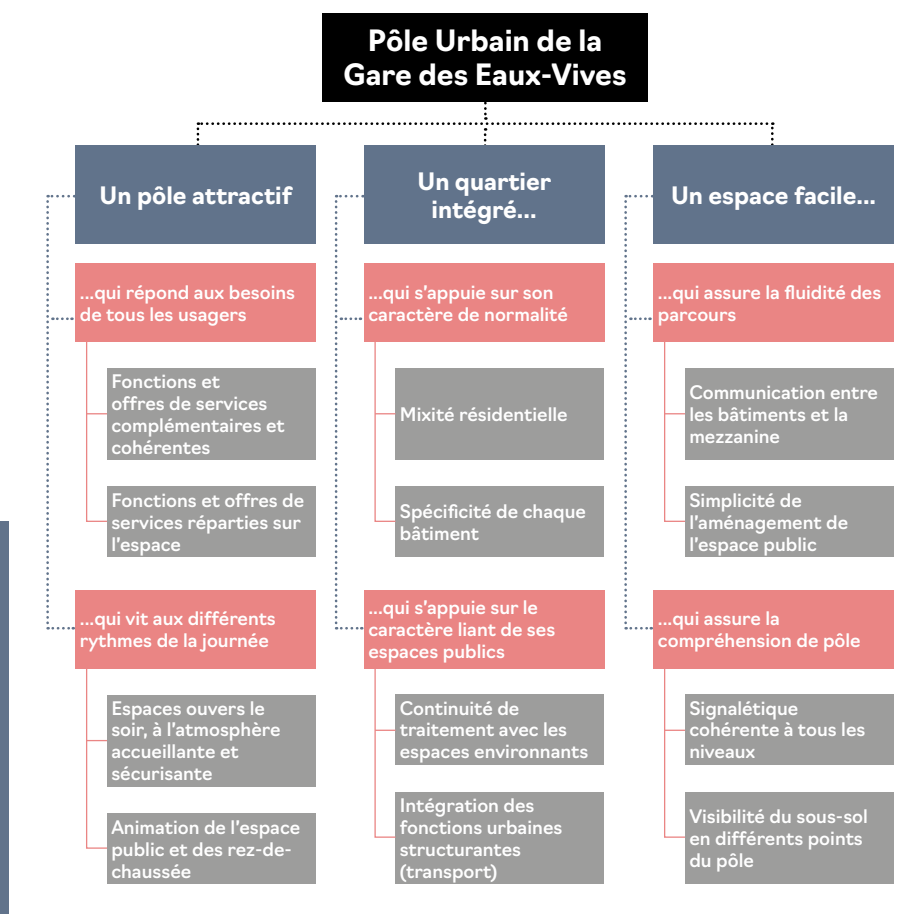 Pôle Urbain de la
Gare des Eaux-Vives
Un pôle attractif
...qui répond aux besoins
de tous les usagers
Fonctions et
offres de services
complémentaires et
cohérentes
Fonctions et offres de
services réparties sur
l'espace
...qui vit aux différents
rythmes de la journée
Espaces ouvers le
soir, à l'atmosphère
accueillante et
sécurisante
Animation de l'espace
public et des rez-de-
chaussée
Un quartier
intégré...
...qui s'appuie sur son
caractère de normalité
Mixité résidentielle
Spécificité de chaque
bâtiment
...qui s'appuie sur le
caractère liant de ses
espaces publics
Continuité de
traitement avec les
espaces environnants
Intégration des
fonctions urbaines
structurantes
(transport)
Un espace facile...
...qui assure la fluidité des
parcours
Communication entre
les bâtiments et la
mezzanine
Simplicité de
l'aménagement de
l'espace public
...qui assure la
compréhension de pôle
Signalétique
cohérente à tous les
niveaux
Visibilité du sous-sol
en différents points
du pôle